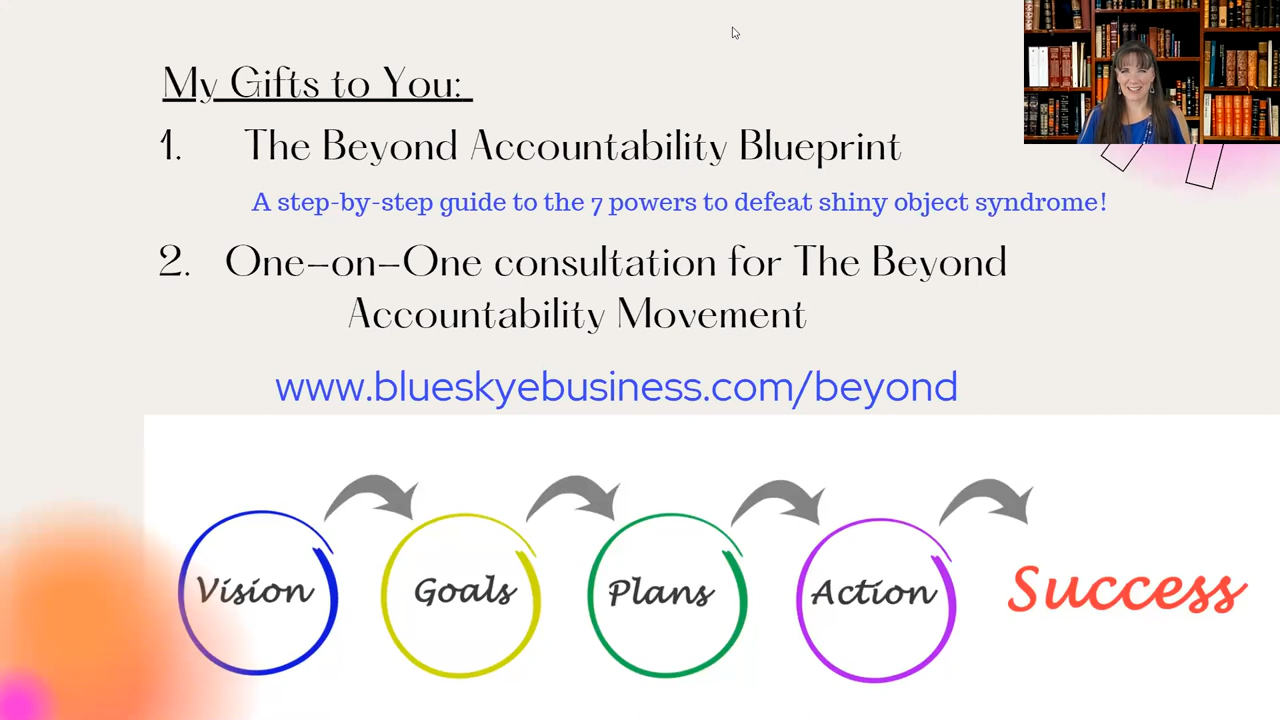 My Gifts to You:
1. The Beyond Accountability Blueprint
A step-by-step guide to the 7 powers to defeat shiny object syndrome!
2. One-on-One consultation for The Beyond
Accountability Movement
www.blueskyebusiness.com/beyond
Vision Goals Plans Action Success